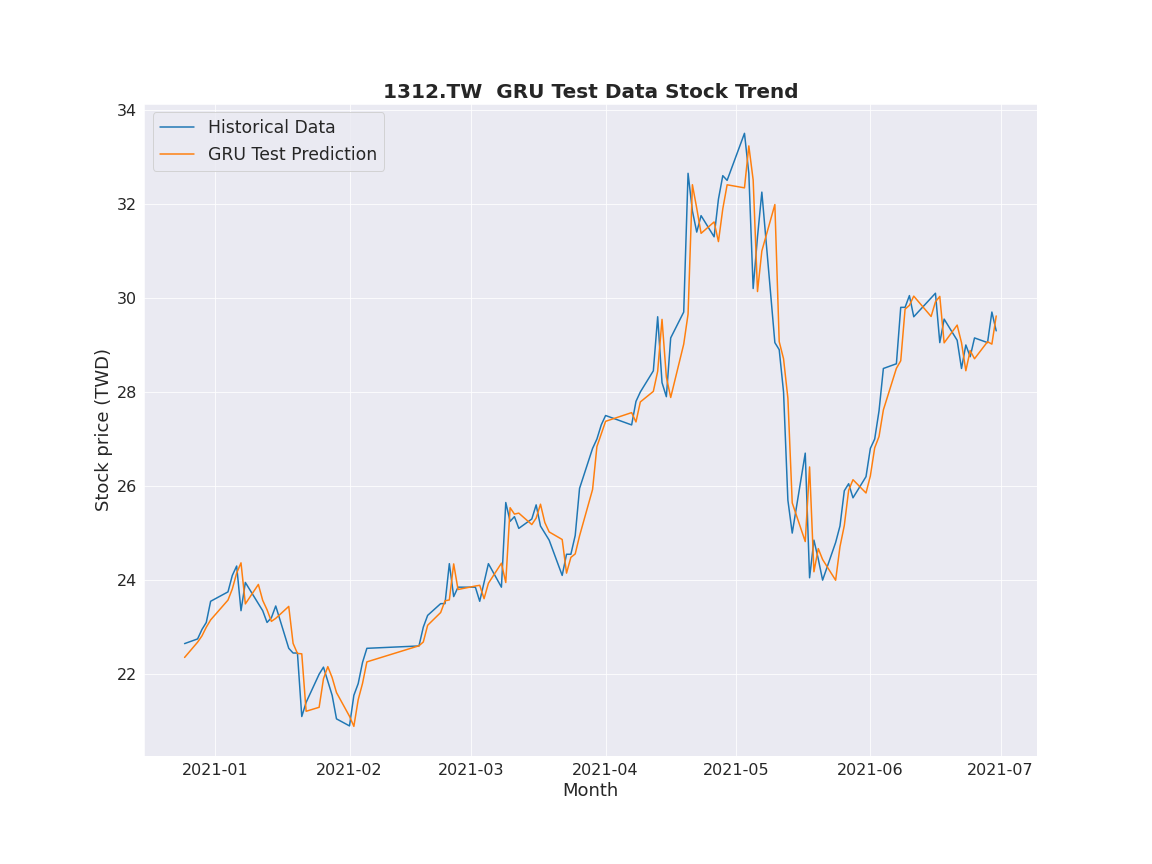 1312.TW  GRU Test Data Stock Trend
34
Historical Data
GRU Test Prediction
32
30
28
26
24
22
Stock price (TWD)
2021-01
2021-02
2021-03
2021-04
2021-05
2021-06
2021-07
Month